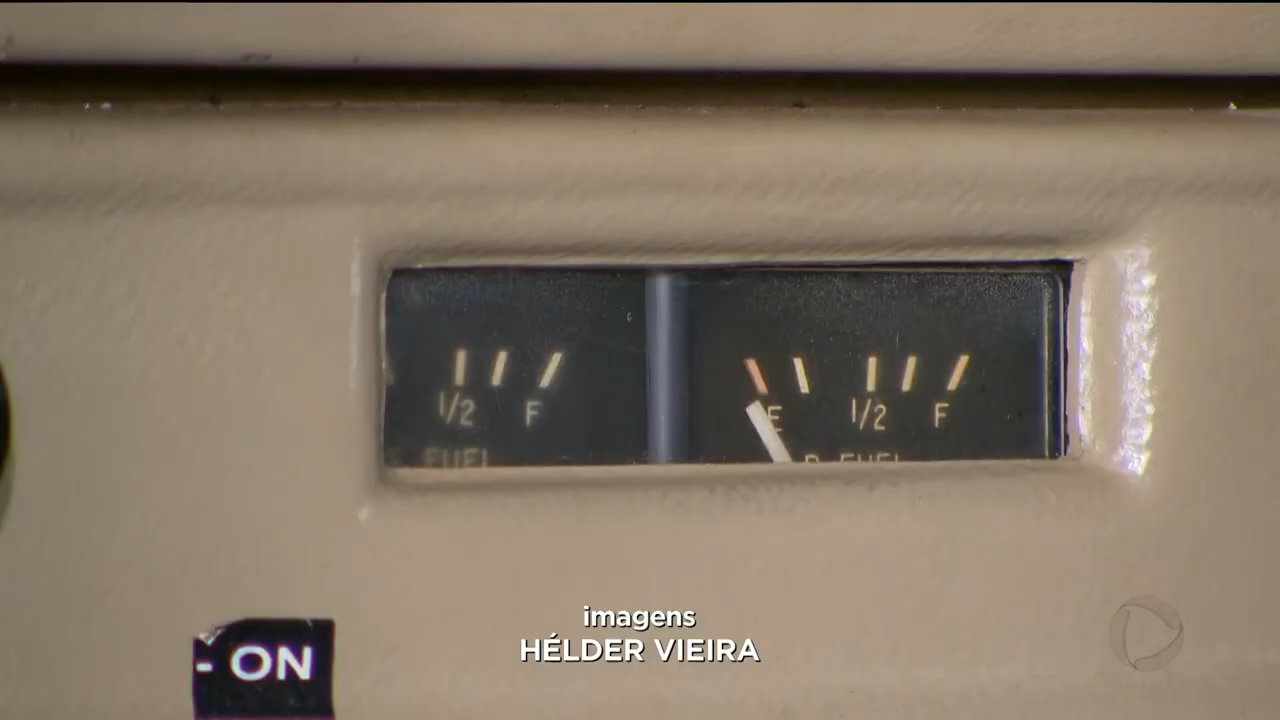 1/2 F
FUEL
E 1/2 F
R FUEL
imagens
HÉLDER VIEIRA
- ON